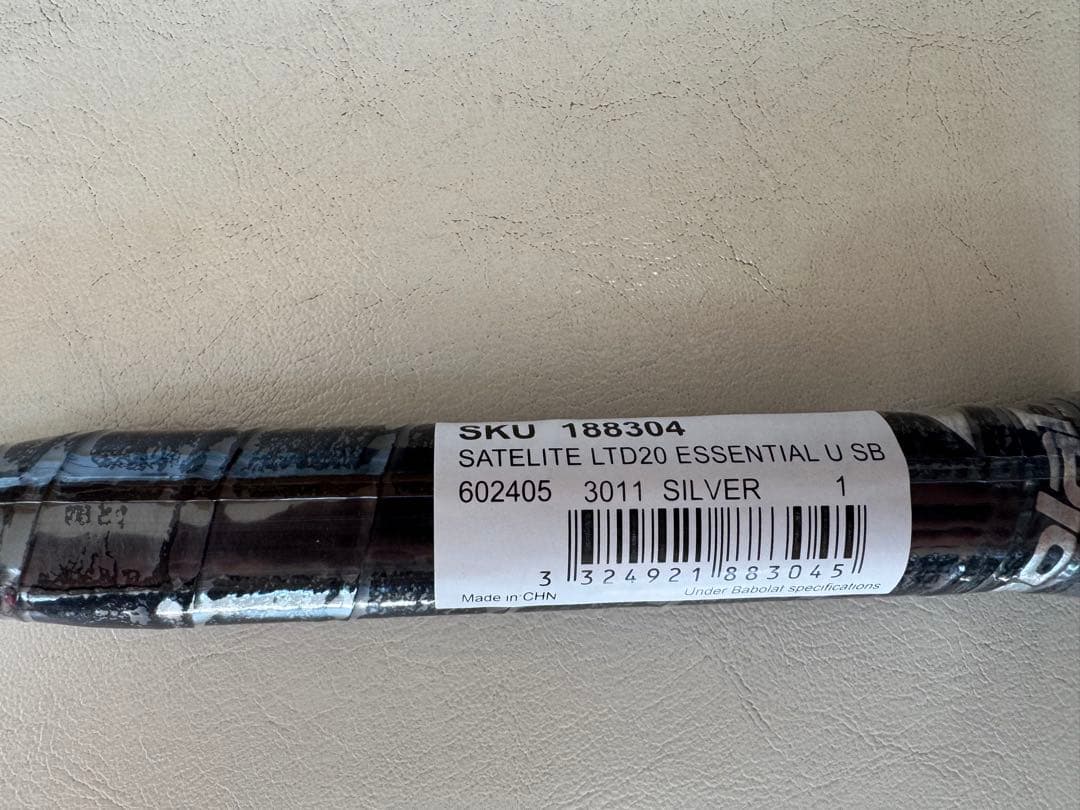 SKU 188304
SATELITE LTD20 ESSENTIAL U SB
602405 3011 SILVER 1
3 324921 883045
Made in CHN Under Babolat specifications